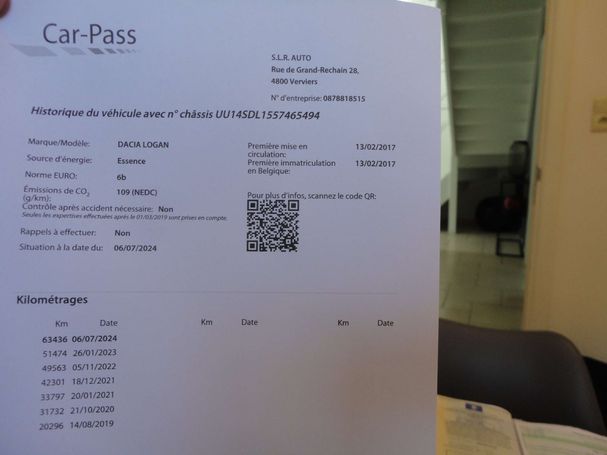 Car-Pass
S.L.R. AUTO
Rue de Grand-Rechain 28,
4800 Verviers
N° d'entreprise: 0878818515
Historique du véhicule avec n° châssis UU14SDL1557465494
Marque/Modèle: DACIA LOGAN
Source d'énergie: Essence
Norme EURO: 6b
Émissions de CO2 (g/km): 109 (NEDC)
Contrôle après accident nécessaire: Non
Seules les expertises effectuées après le 01/03/2019 sont prises en compte.
Rappels à effectuer: Non
Situation à la date du: 06/07/2024
Première mise en circulation: 13/02/2017
Première immatriculation en Belgique: 13/02/2017
Pour plus d'infos, scannez le code QR:
Kilométrages
Km Date Km Date Km Date
63436 06/07/2024
51474 26/01/2023
49563 05/11/2022
42301 18/12/2021
33797 20/01/2021
31732 21/10/2020
20296 14/08/2019